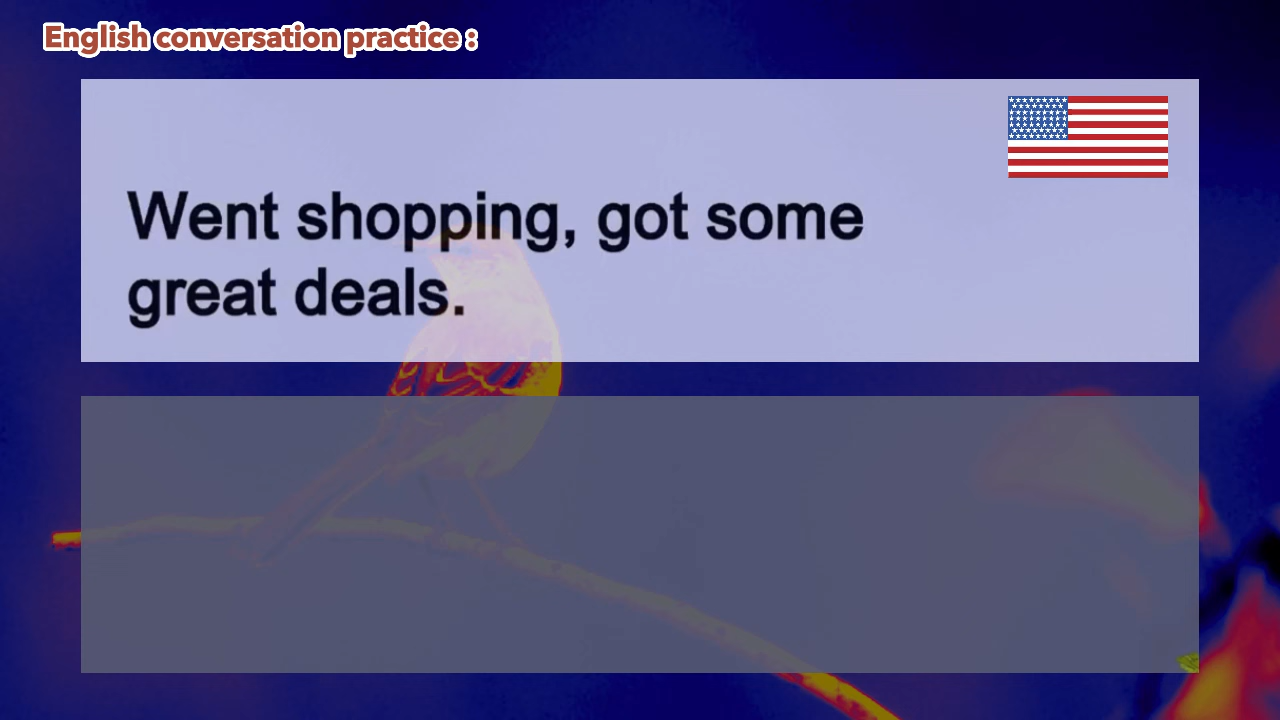 English conversation practice :
Went shopping, got some
great deals.